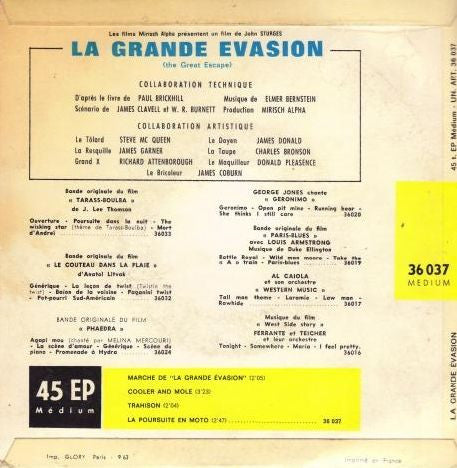 Les films Mirisch Alpha présentent un film de John STURGES
LA GRANDE EVASION
(the Great Escape)
COLLABORATION TECHNIQUE
D'après le livre de PAUL BRICKHILL Musique de ELMER BERNSTEIN
Scénario de JAMES CLAVELL et W. R. BURNETT Production MIRISCH ALPHA
COLLABORATION ARTISTIQUE
Le Tôlard STEVE MC QUEEN Le Doyen JAMES DONALD
La Resquille JAMES GARNER La Taupe CHARLES BRONSON
Grand X RICHARD ATTENBOROUGH Le Maquilleur DONALD PLEASENCE
Le Bricoleur JAMES COBURN
Bande originale du film
« TARASS-BOULBA »
de J. Lee Thomson
Ouverture - Poursuite dans la nuit - The
wishing star (thème de Tarass-Boulba) - Mort
d'Andréi 36033
Bande originale du film
« LE COUTEAU DANS LA PLAIE »
d'Anatol Litvak
Générique - La leçon de twist (Twistin the
twist) - Dolon de la voisine - Paganini twist
- Pot-pourri Sud-Américain 36032
BANDE ORIGINALE DU FILM
« PHAEDRA »
Agapi mou (chanté par MELINA MERCOURI)
- La scène d'amour - Générique - Scène du
piano - Promenade à Hydra 36024
GEORGE JONES chante
« GERONIMO »
Geronimo - Open pit mine - Running bear -
She thinks I still care 36020
Bande originale du film
« PARIS-BLUES »
avec LOUIS ARMSTRONG
Musique de Duke Ellington
Battle Royal - Wild man moore - Take the
« A » train - Paris-blues 36019
AL CAIOLA
et son orchestre
« WESTERN MUSIC »
Tall man theme - Laramie - Law man -
Rawhide 36017
Musique du film
« West Side story »
FERRANTE et TEICHER
et leur orchestre
Tonight - Somewhere - Maria - I feel pretty.
36016
45 EP
Médium
MARCHE DE "LA GRANDE ÉVASION" (2'05)
COOLER AND MOLE (3'23)
TRAHISON (2'04)
LA POURSUITE EN MOTO (2'47) 36 037
Imp. GLORY Paris - 9 63
Imprimé en France
45 t. EP Médium - UN. ART. 36 037
36 037
MEDIUM
LA GRANDE ÉVASION